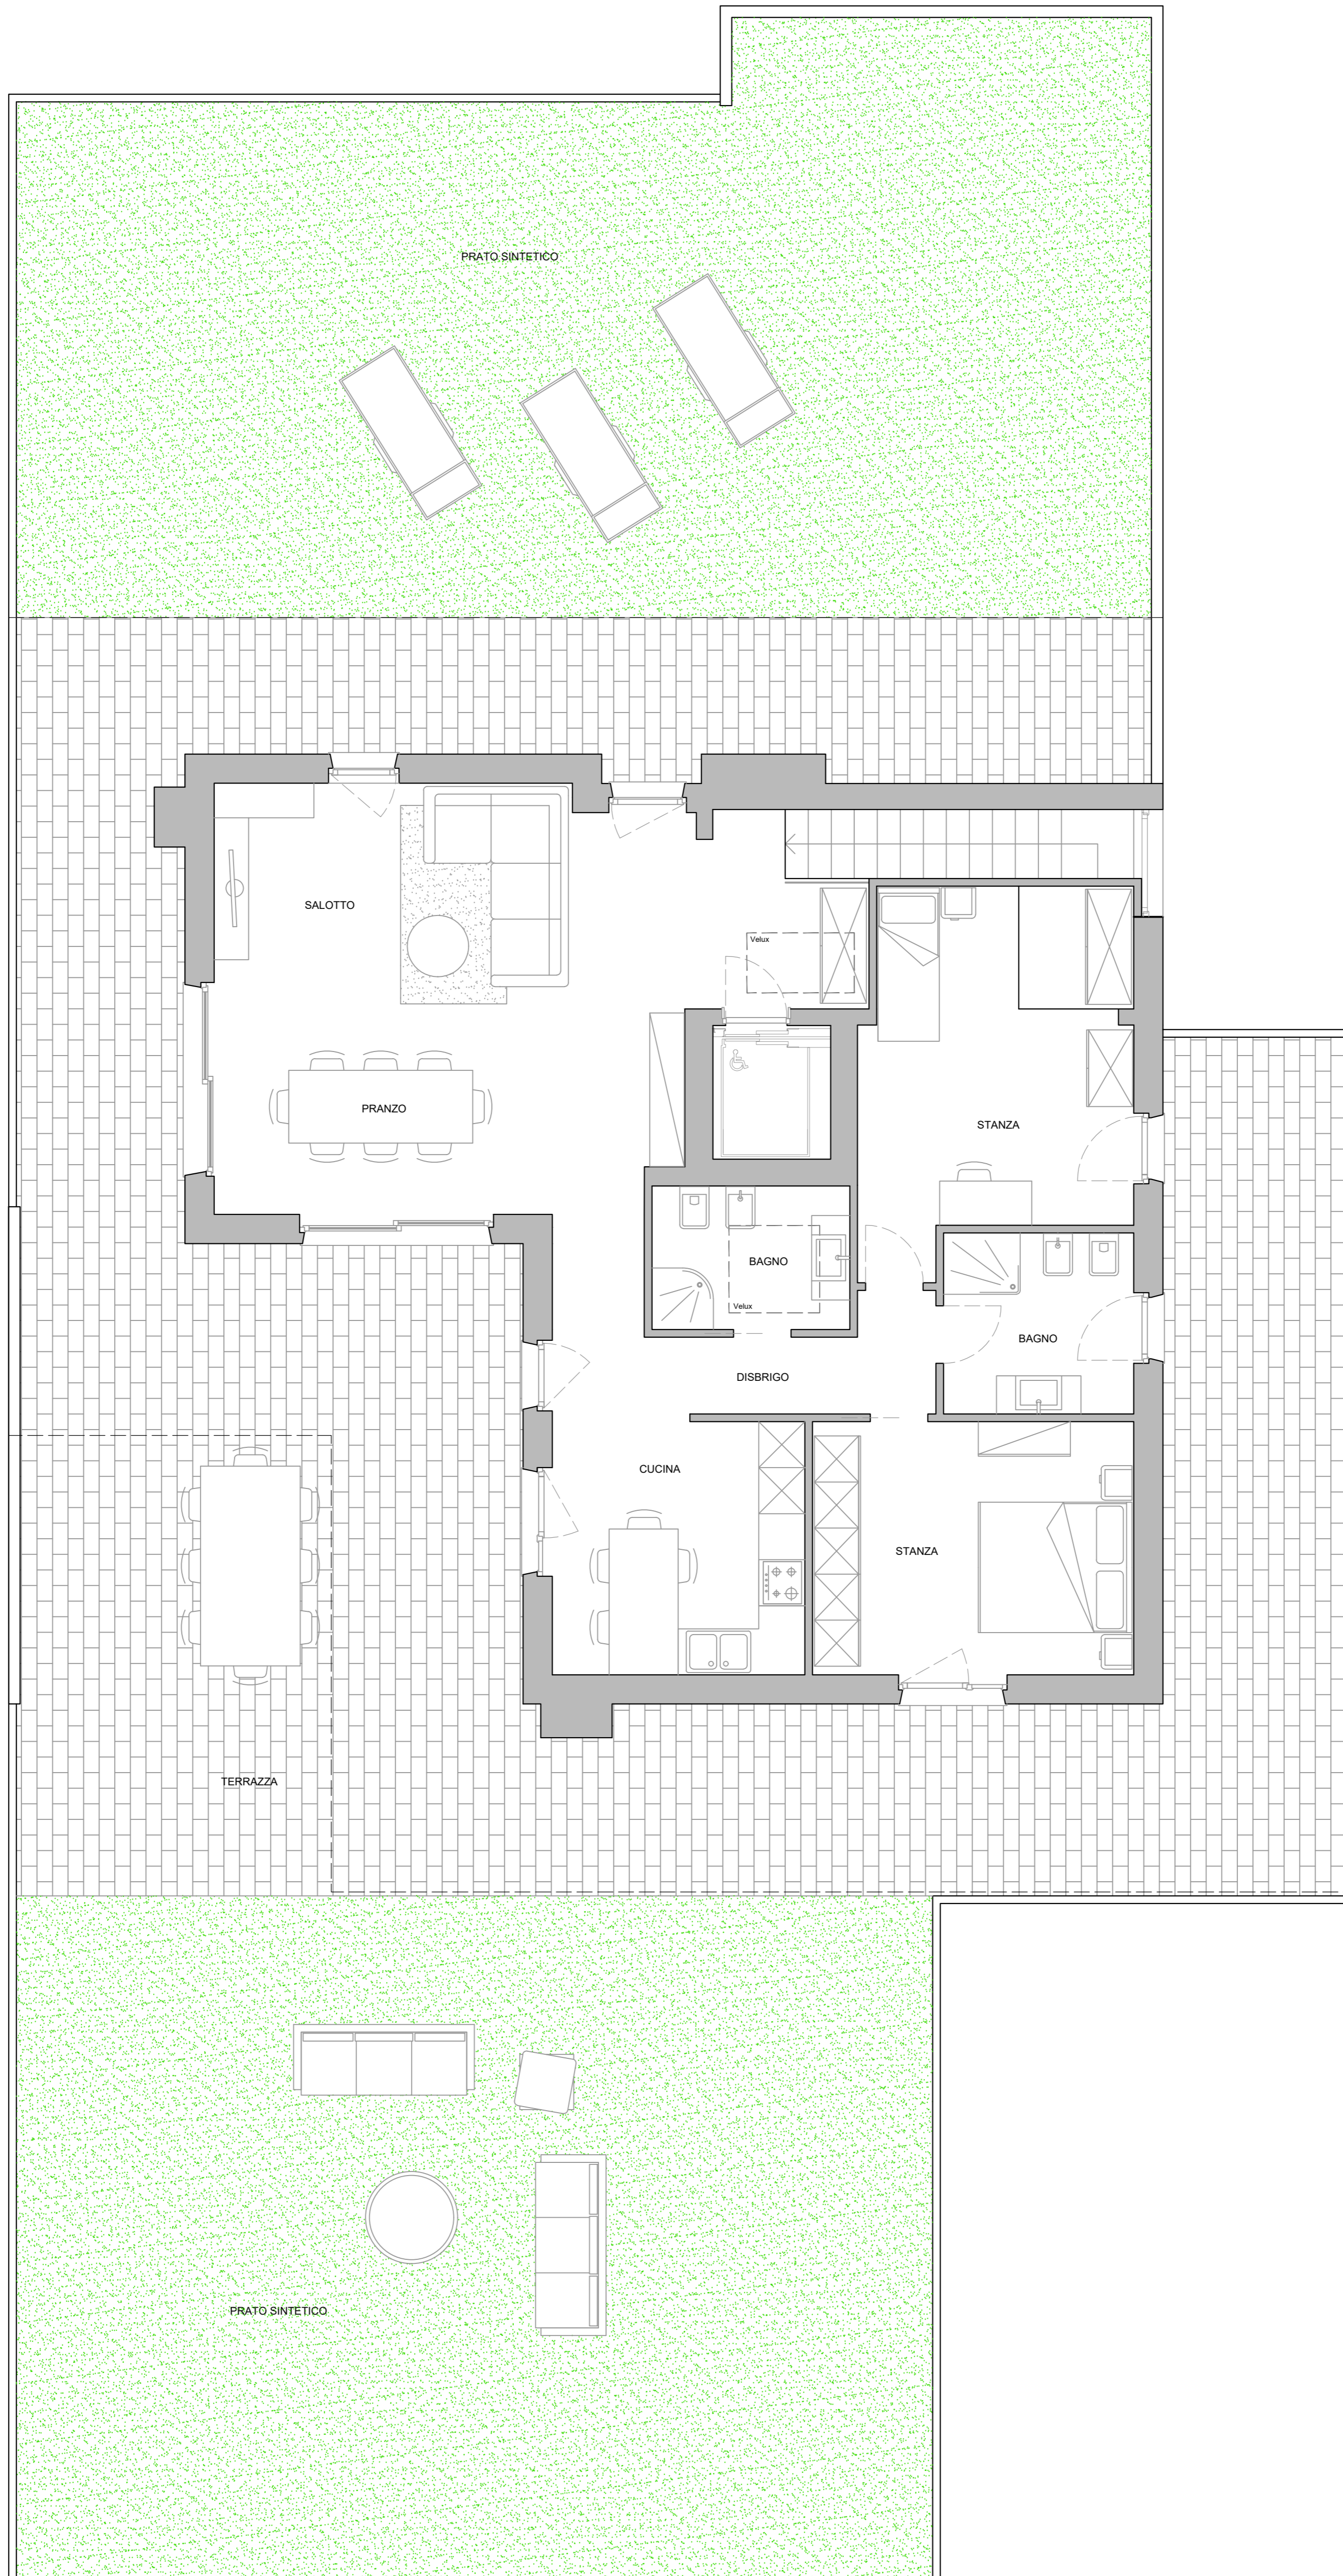 PRATO SINTETICO
SALOTTO
Velux
PRANZO
STANZA
BAGNO
Velux
BAGNO
DISBRIGO
CUCINA
STANZA
TERRAZZA
PRATO SINTETICO